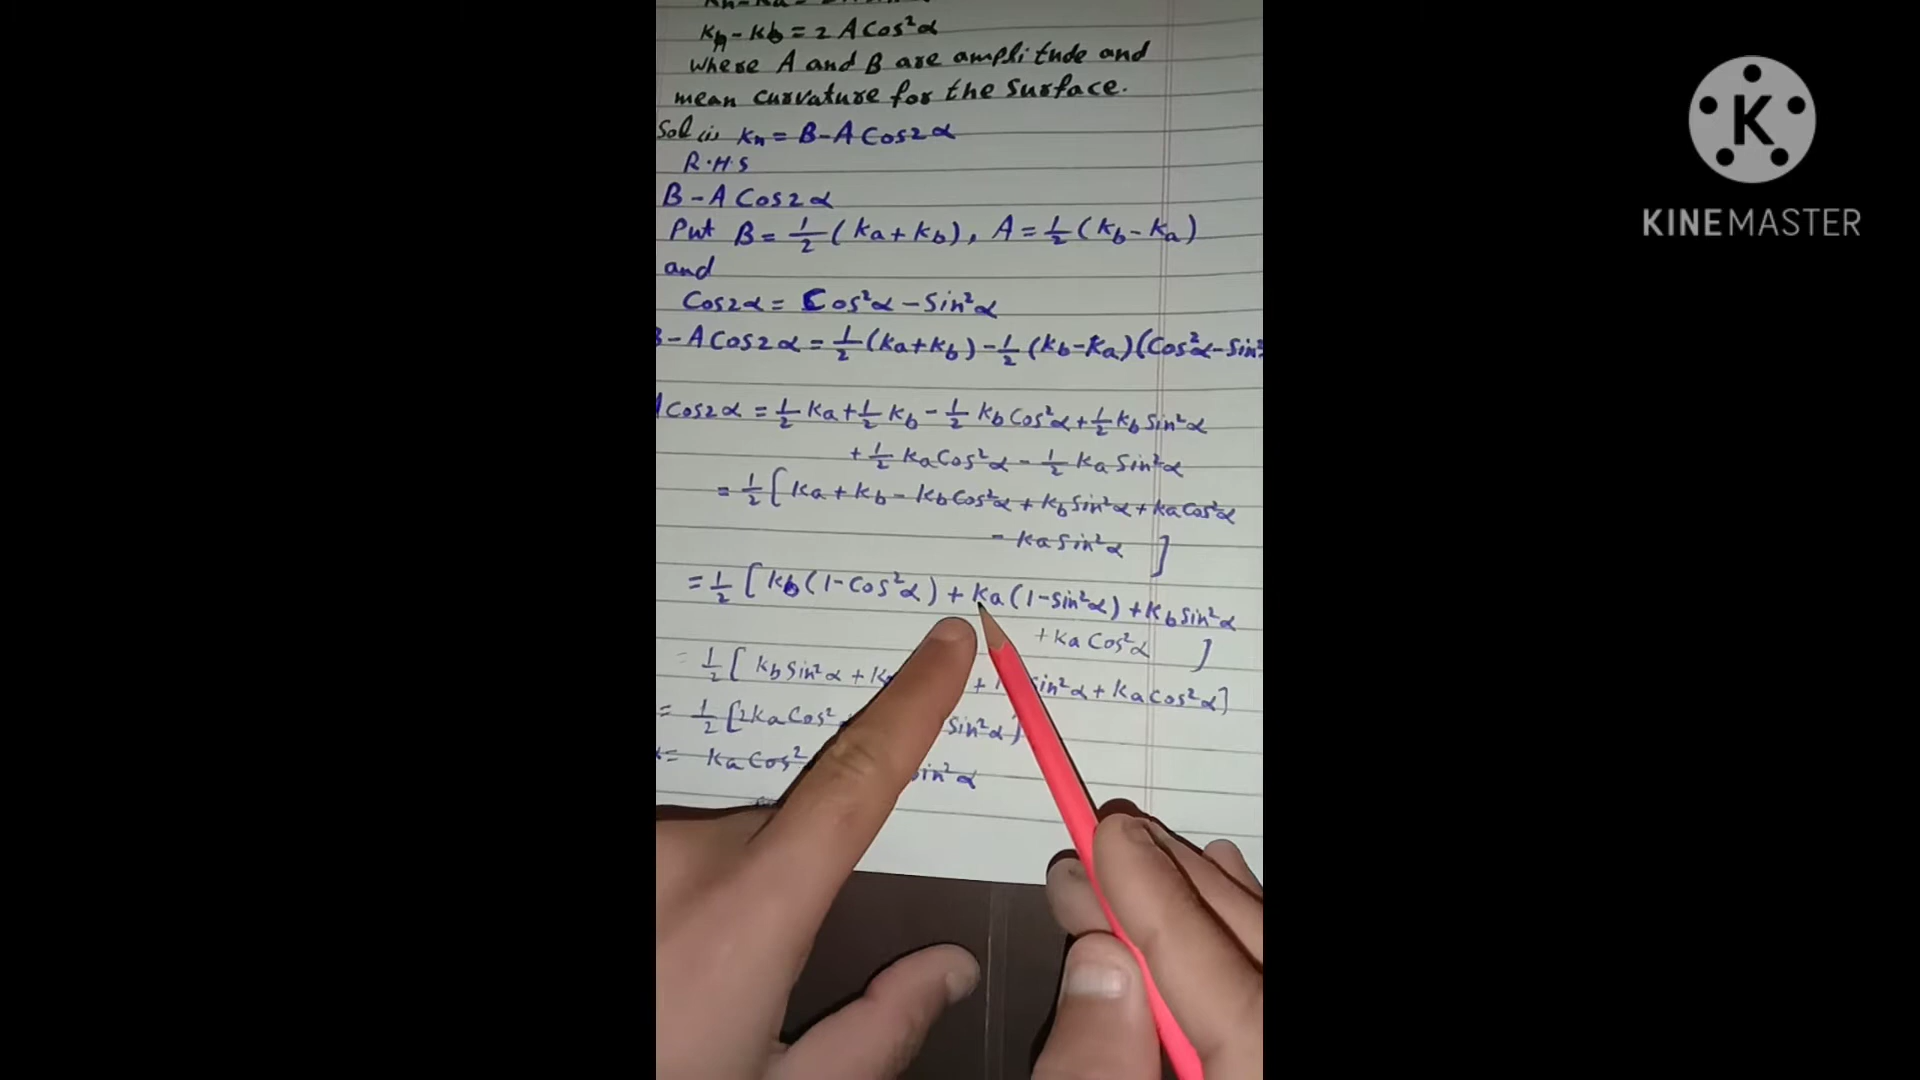 kn - kb = 2 A Cos²α
where A and B are amplitude and
mean curvature for the surface.
Sol (i) kn = B - A Cos2α
R.H.S
B - A Cos2α
Put B = 1/2 (ka + kb), A = 1/2 (kb - ka)
and
Cos2α = Cos²α - Sin²α
B - A Cos2α = 1/2 (ka + kb) - 1/2 (kb - ka)(Cos²α - Sin²
A Cos2α = 1/2 ka + 1/2 kb - 1/2 kb Cos²α + 1/2 kb Sin²α
+ 1/2 ka Cos²α - 1/2 ka Sin²α
= 1/2 [ka + kb - kb Cos²α + kb Sin²α + ka Cos²α
- ka Sin²α ]
= 1/2 [kb (1 - Cos²α) + ka (1 - Sin²α) + kb Sin²α
+ ka Cos²α ]
= 1/2 [kb Sin²α + + Sin²α + ka Cos²α]
= 1/2 [2ka Cos² Sin²α]
= ka Cos² Sin²α
K
KINEMASTER